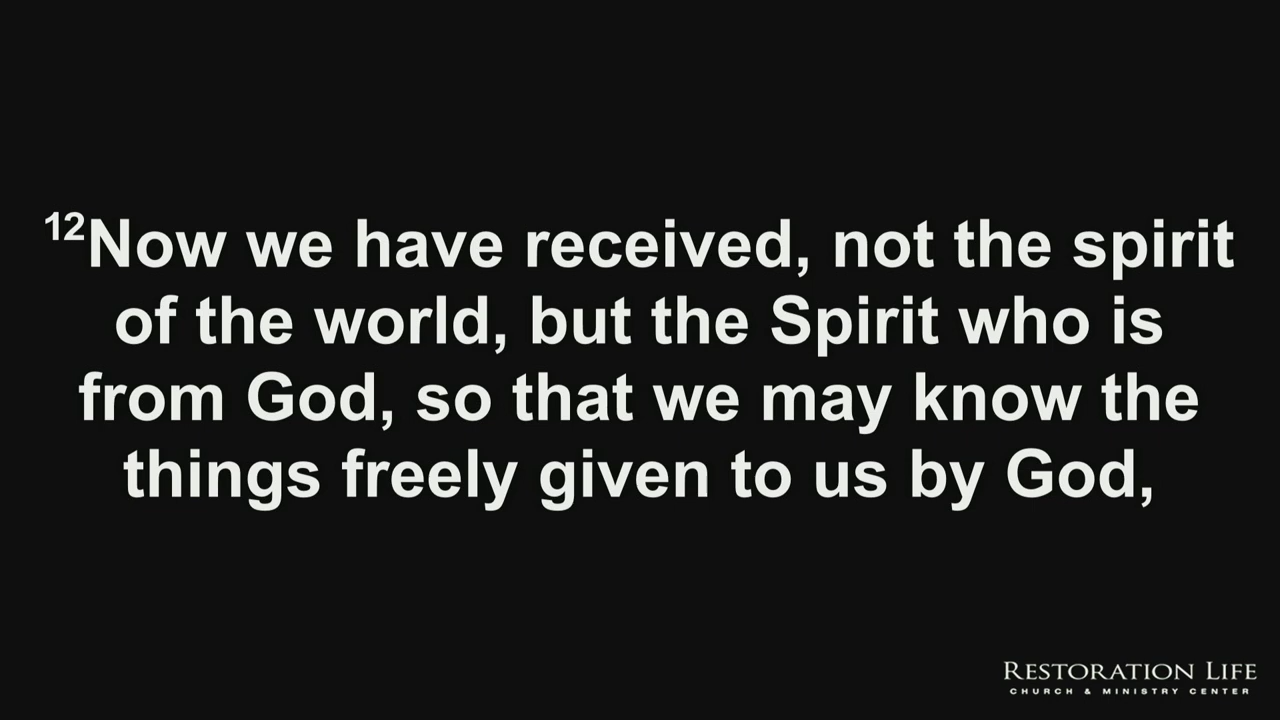 12Now we have received, not the spirit
of the world, but the Spirit who is
from God, so that we may know the
things freely given to us by God,
RESTORATION LIFE
CHURCH & MINISTRY CENTER